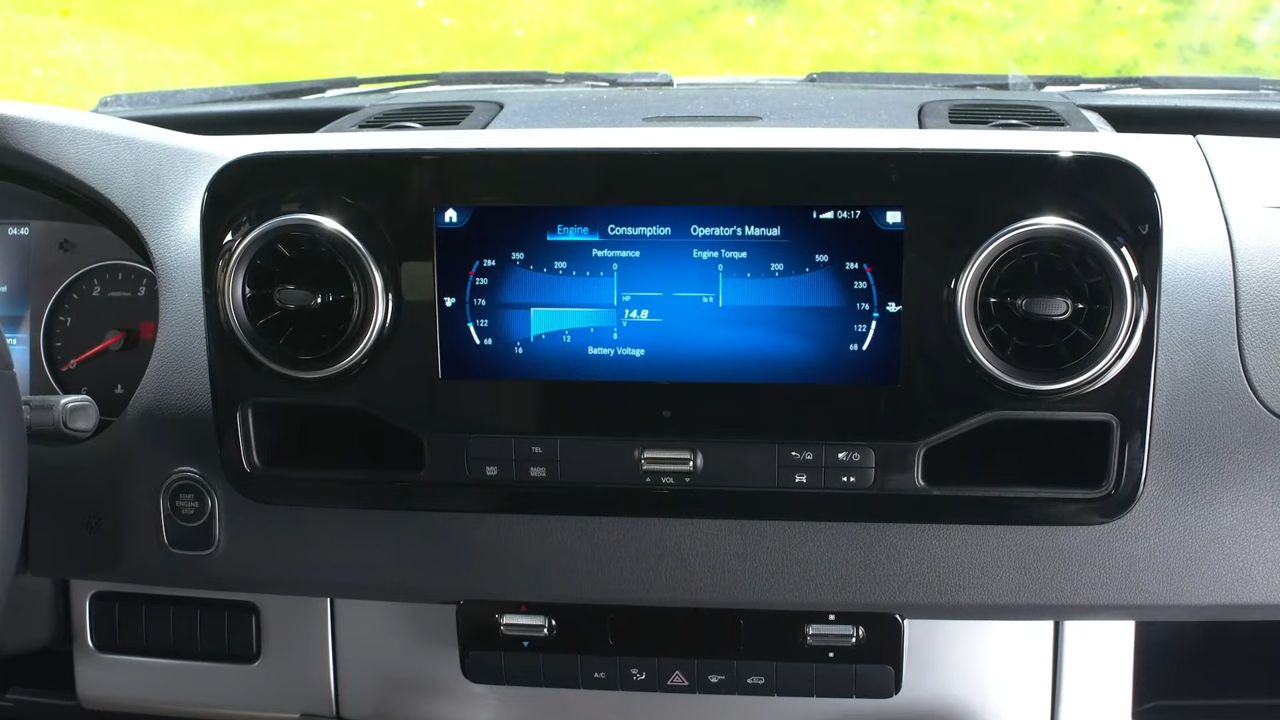 04:40
2
3
C
04:17
Engine Consumption Operator's Manual
Performance
Engine Torque
284 350 200 0
0 200 500 284
230
230
176
176
HP
lb ft
14.8
V
122
122
68
68
16 12 8
Battery Voltage
TEL
NAVI MAP
RADIO MEDIA
VOL
START
ENGINE
STOP
A/C